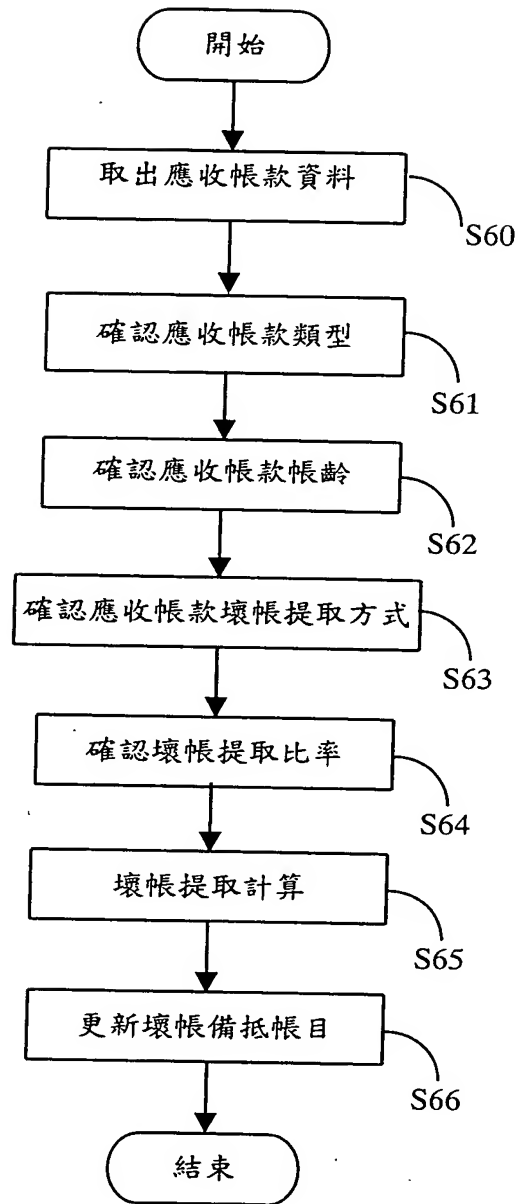 開始
取出應收帳款資料
S60
確認應收帳款類型
S61
確認應收帳款帳齡
S62
確認應收帳款壞帳提取方式
S63
確認壞帳提取比率
S64
壞帳提取計算
S65
更新壞帳備抵帳目
S66
結束